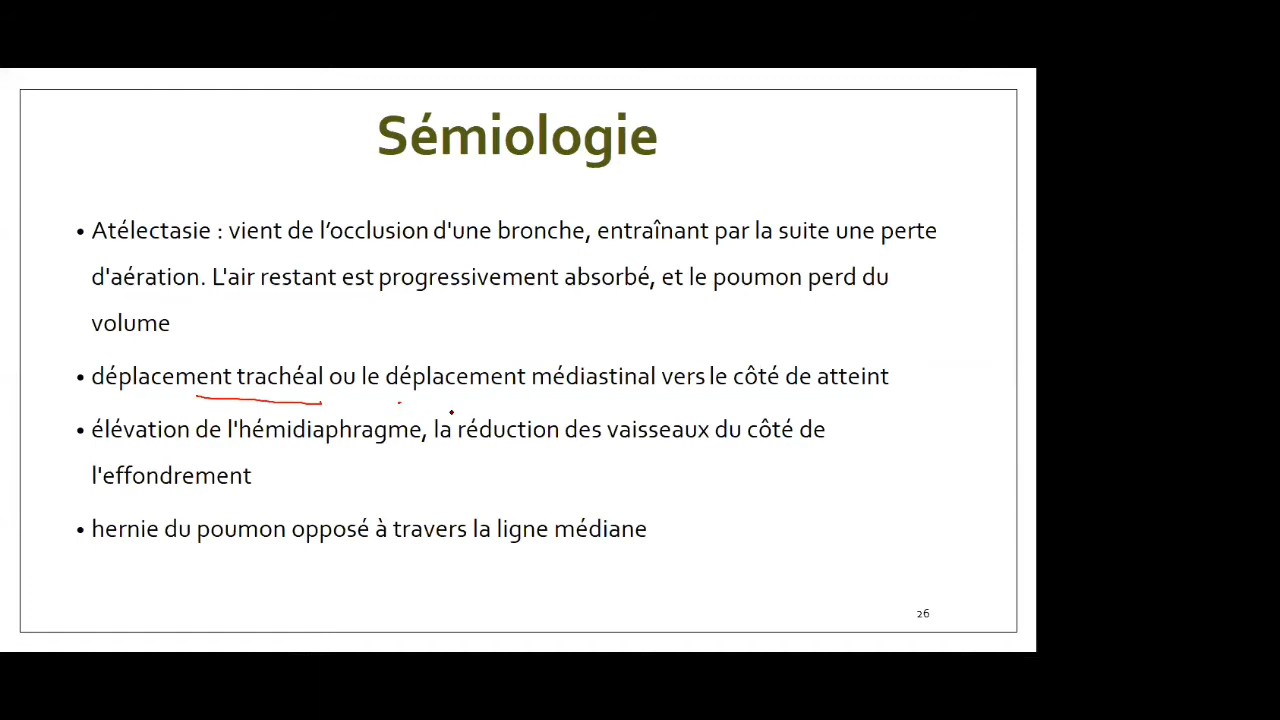 Sémiologie
• Atélectasie : vient de l’occlusion d'une bronche, entraînant par la suite une perte
d'aération. L'air restant est progressivement absorbé, et le poumon perd du
volume
• déplacement trachéal ou le déplacement médiastinal vers le côté de atteint
• élévation de l'hémidiaphragme, la réduction des vaisseaux du côté de
l'effondrement
• hernie du poumon opposé à travers la ligne médiane
26